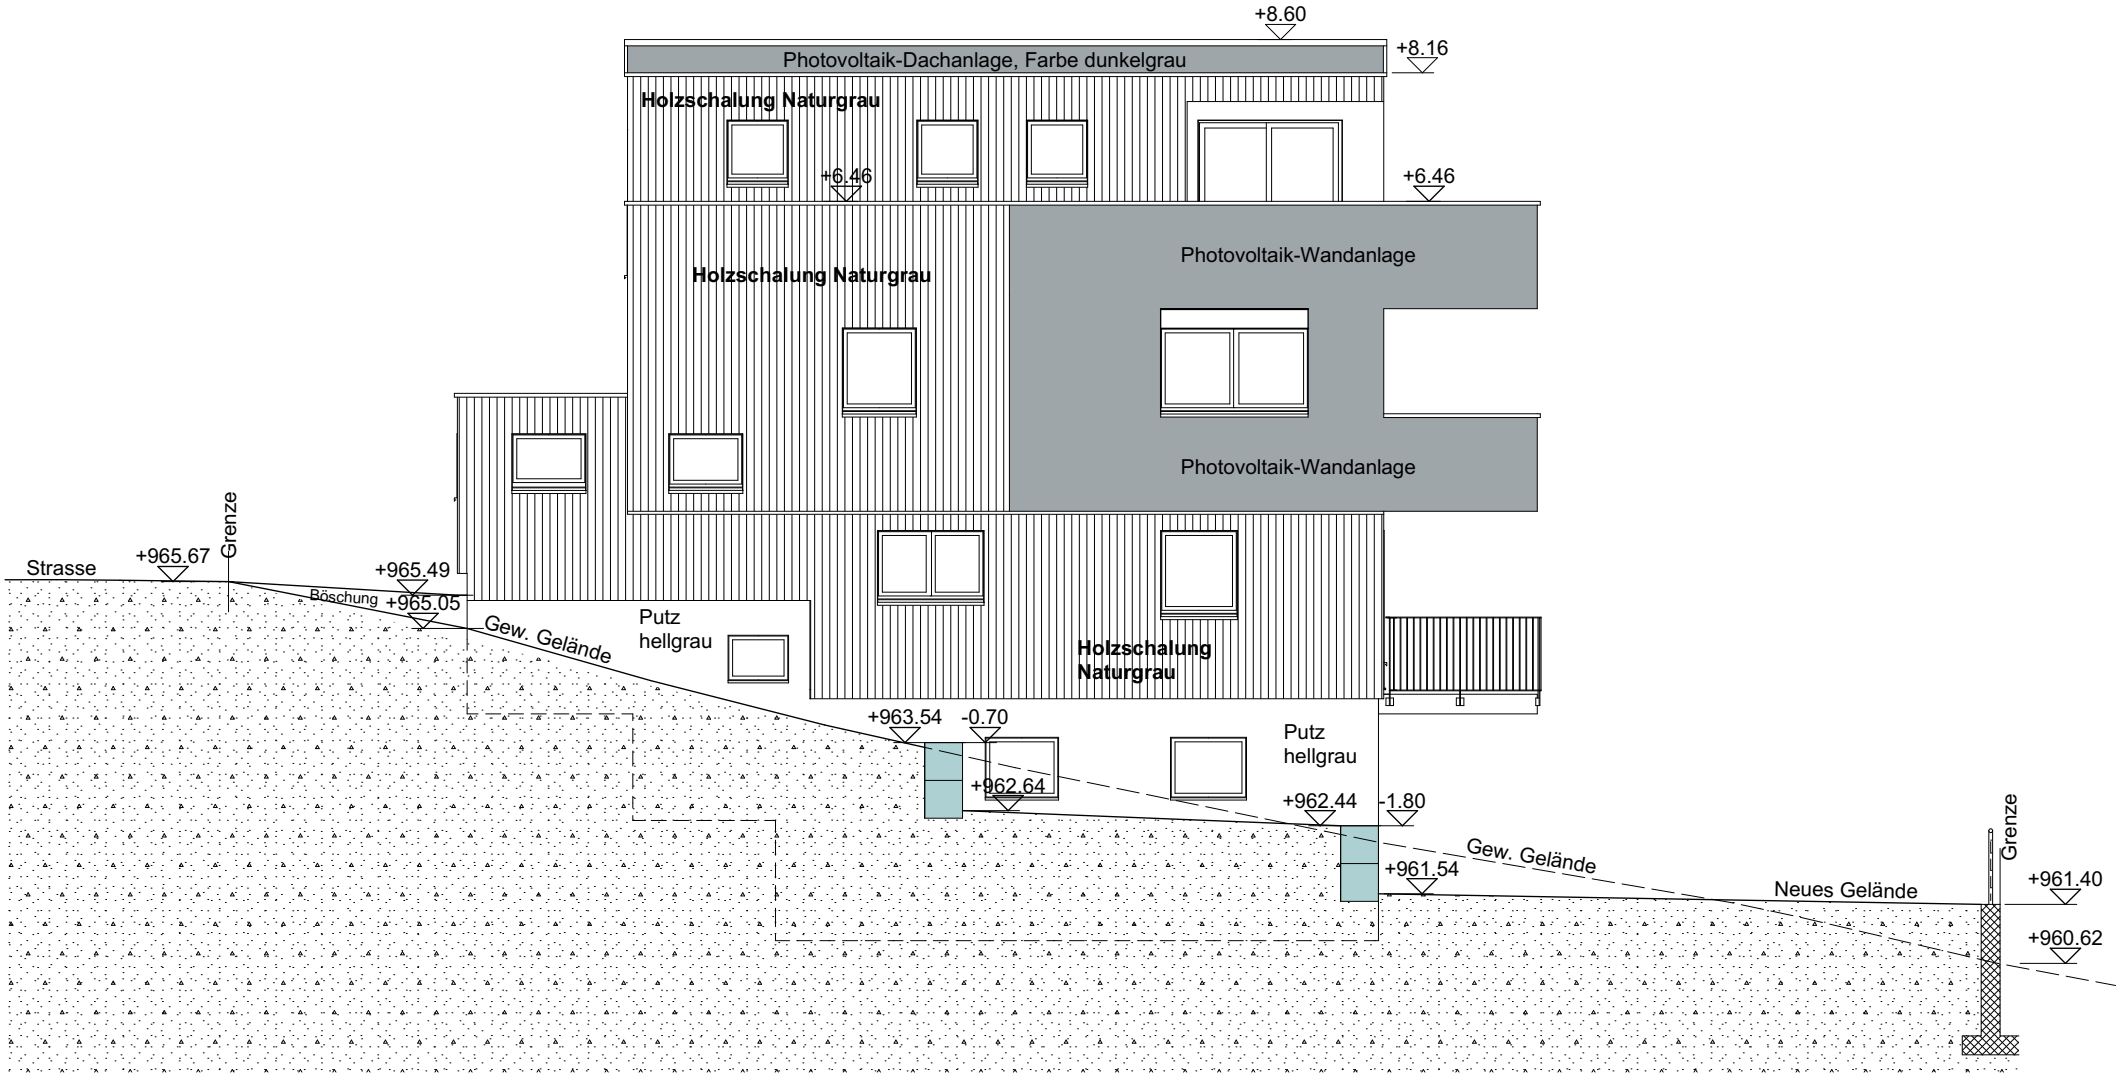 +8.60
+8.16
Photovoltaik-Dachanlage, Farbe dunkelgrau
Holzschalung Naturgrau
+6.46
+6.46
Photovoltaik-Wandanlage
Holzschalung Naturgrau
Photovoltaik-Wandanlage
Grenze
Strasse
+965.67
+965.49
Böschung
+965.05
Gew. Gelände
Putz
hellgrau
Holzschalung
Naturgrau
+963.54
-0.70
Putz
hellgrau
+962.64
+962.44
-1.80
Grenze
Gew. Gelände
+961.54
Neues Gelände
+961.40
+960.62